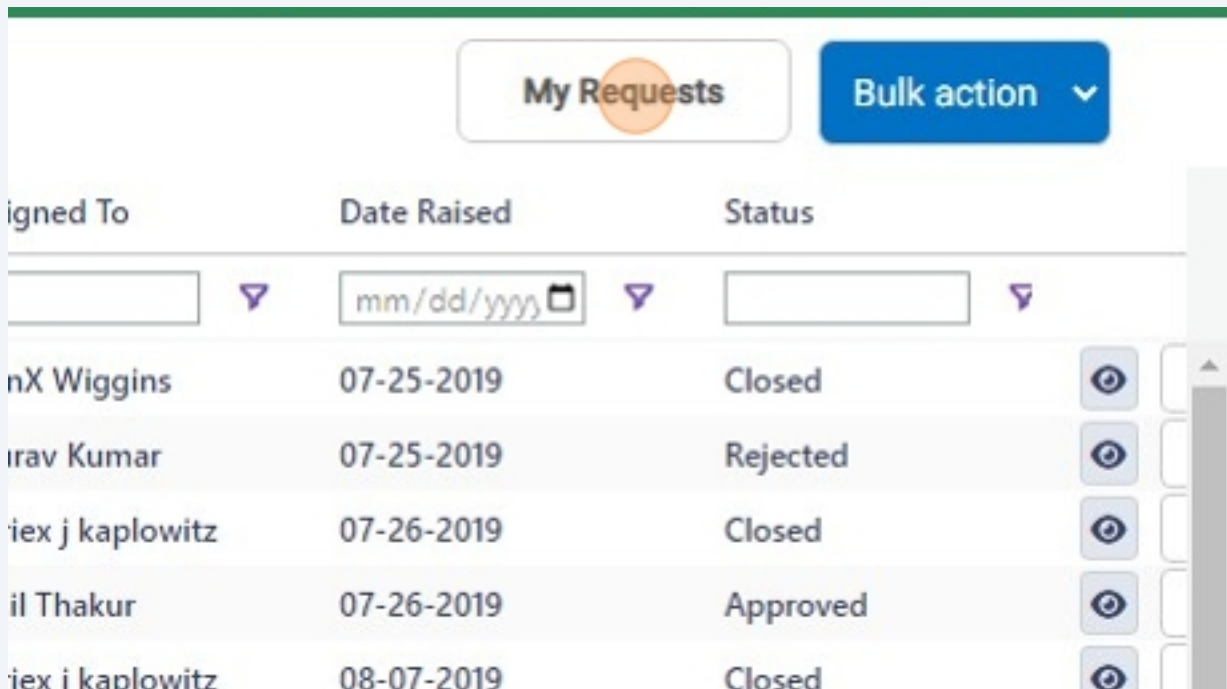 My Requests Bulk action
igned To Date Raised Status
mm/dd/yyyy
nX Wiggins 07-25-2019 Closed
rav Kumar 07-25-2019 Rejected
riex j kaplowitz 07-26-2019 Closed
il Thakur 07-26-2019 Approved
riex j kaplowitz 08-07-2019 Closed